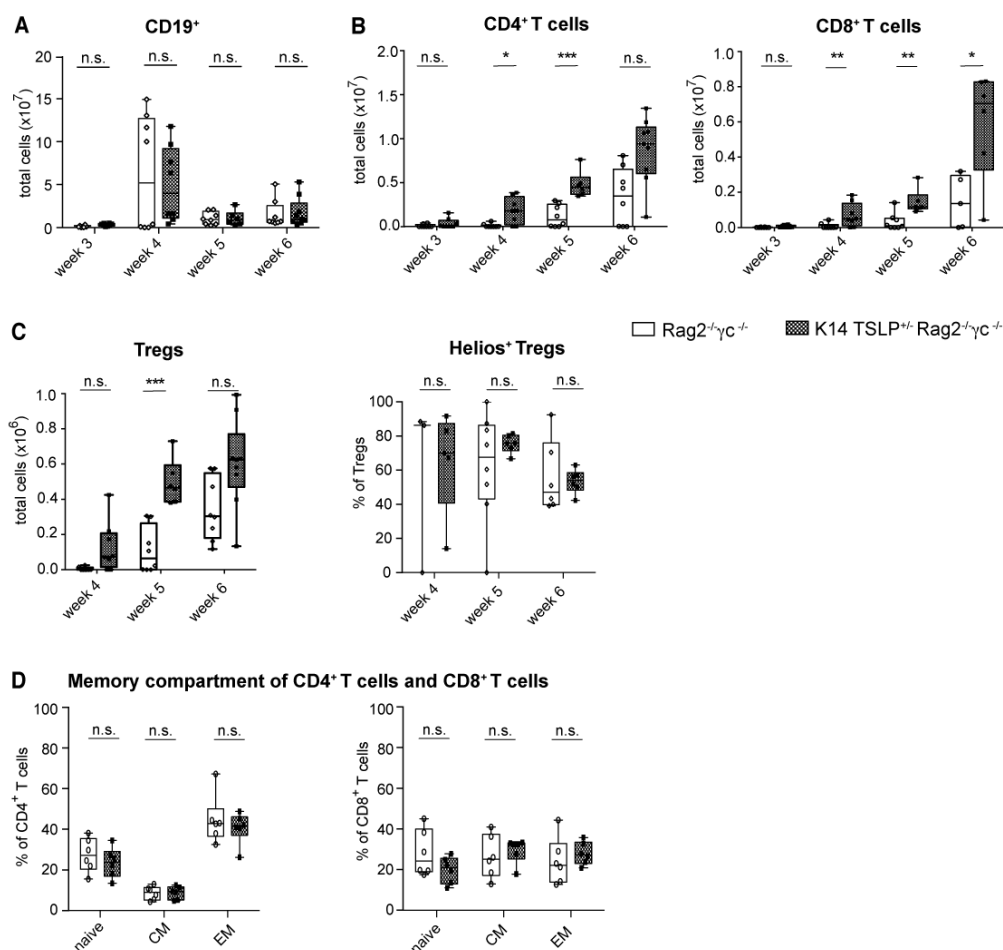 A
CD19⁺
total cells (x10⁷)
20
15
10
5
0
n.s.
n.s.
n.s.
n.s.
week 3
week 4
week 5
week 6
B
CD4⁺ T cells
total cells (x10⁷)
2.0
1.5
1.0
0.5
0.0
n.s.
*
***
n.s.
week 3
week 4
week 5
week 6
CD8⁺ T cells
total cells (x10⁷)
1.0
0.8
0.6
0.4
0.2
0.0
n.s.
**
**
*
week 3
week 4
week 5
week 6
Rag2⁻/⁻γc ⁻/⁻
K14 TSLP⁺/⁻ Rag2⁻/⁻γc ⁻/⁻
C
Tregs
total cells (x10⁶)
1.0
0.8
0.6
0.4
0.2
0.0
n.s.
***
n.s.
week 4
week 5
week 6
Helios⁺ Tregs
% of Tregs
100
80
60
40
20
0
n.s.
n.s.
n.s.
week 4
week 5
week 6
D
Memory compartment of CD4⁺ T cells and CD8⁺ T cells
% of CD4⁺ T cells
100
80
60
40
20
0
n.s.
n.s.
n.s.
naive
CM
EM
% of CD8⁺ T cells
100
80
60
40
20
0
n.s.
n.s.
n.s.
naive
CM
EM